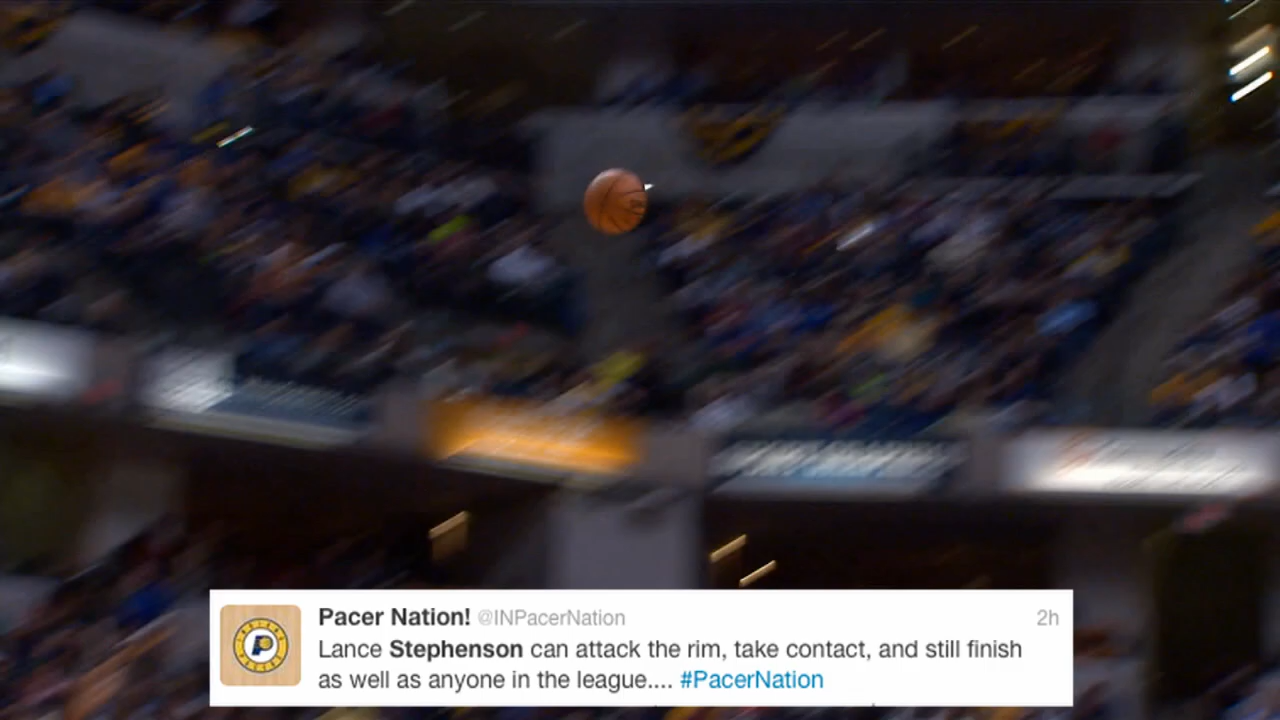 Pacer Nation! @INPacerNation 2h
Lance Stephenson can attack the rim, take contact, and still finish
as well as anyone in the league.... #PacerNation